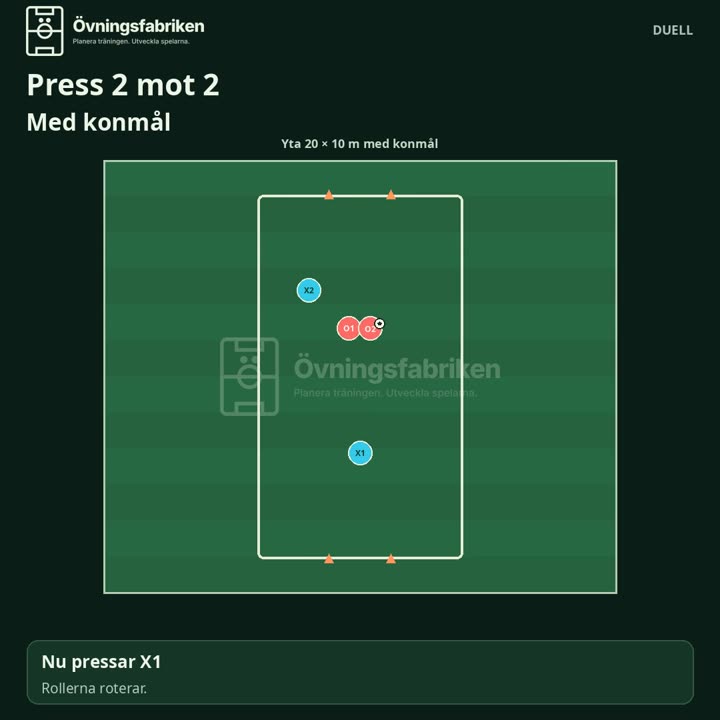 Övningsfabriken
Planera träningen. Utveckla spelarna.
DUELL
Press 2 mot 2
Med konmål
Yta 20 × 10 m med konmål
X2
O1
O2
Övningsfabriken
Planera träningen. Utveckla spelarna.
X1
Nu pressar X1
Rollerna roterar.